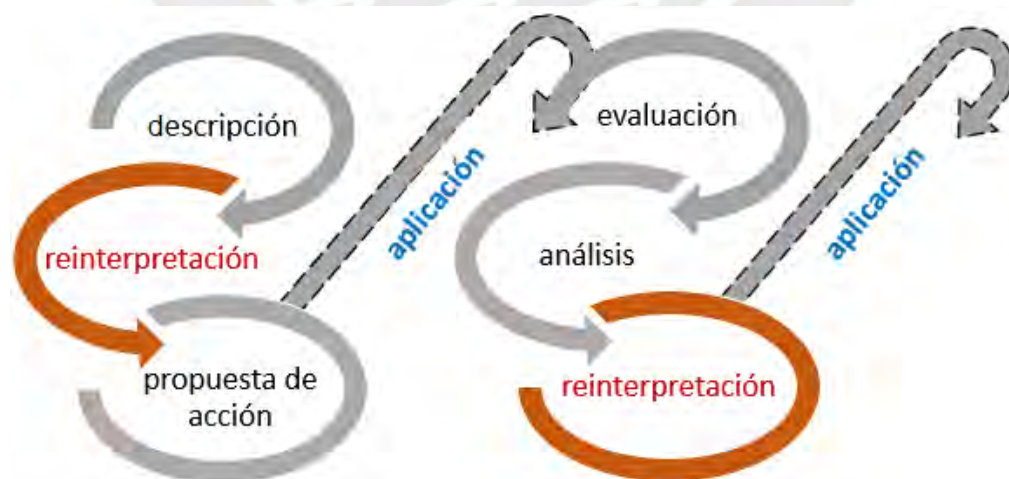 descripción
reinterpretación
propuesta de
acción
aplicación
evaluación
análisis
reinterpretación
aplicación